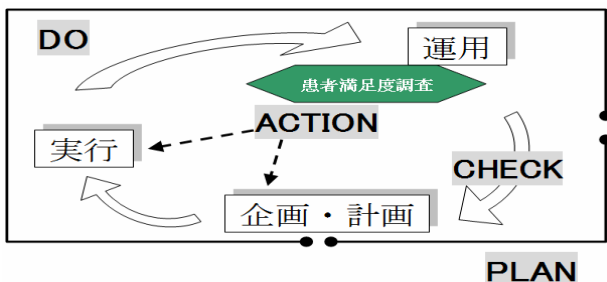 DO
運用
患者満足度調査
ACTION
実行
CHECK
企画・計画
PLAN